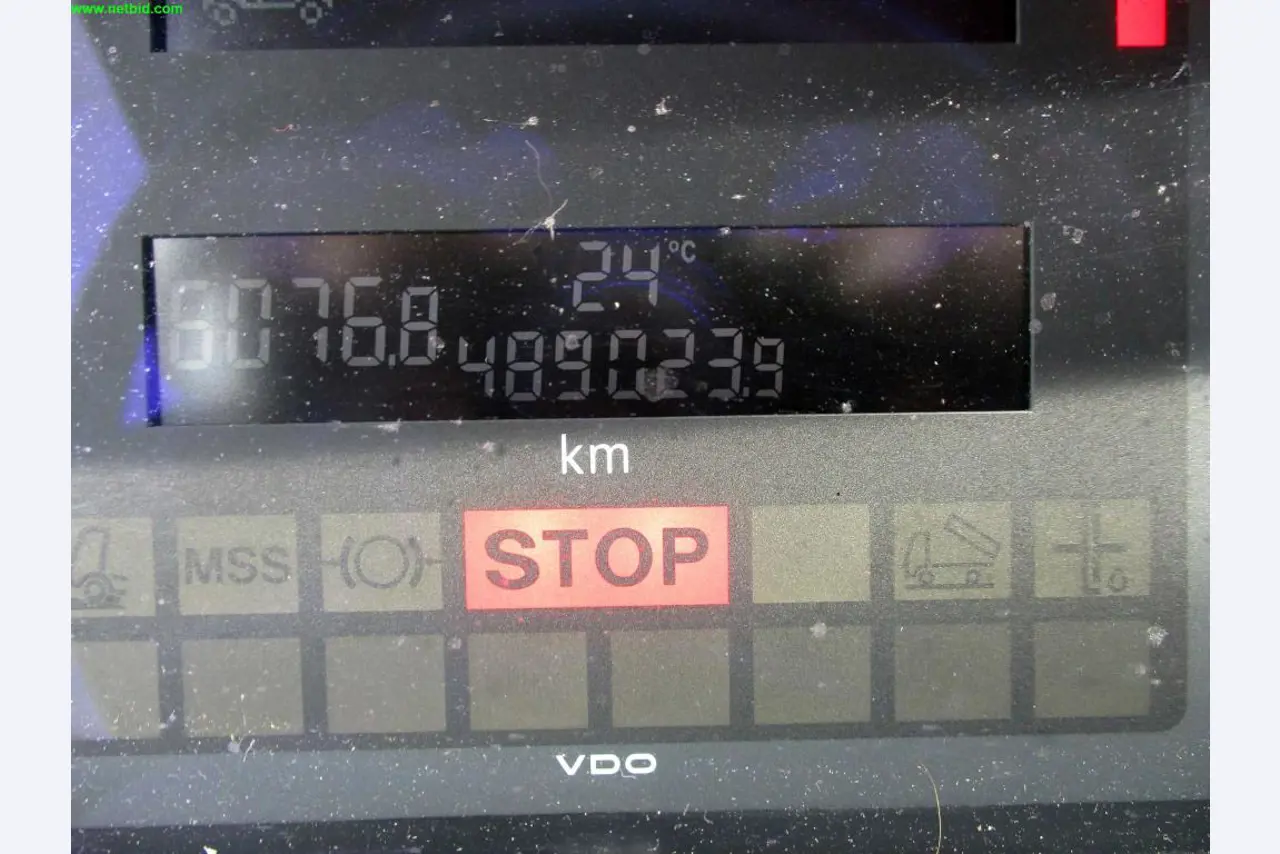 www.netbid.com
24 °C
6076.8
489023.9
km
MSS
STOP
VDO